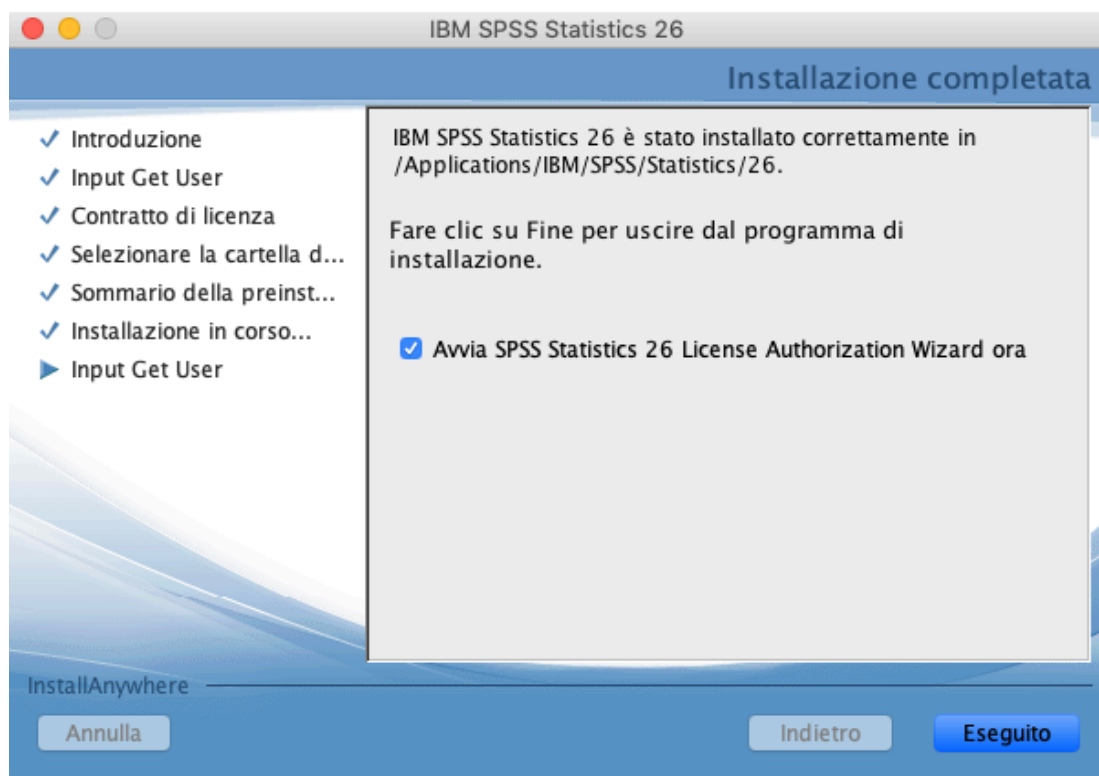 IBM SPSS Statistics 26
Installazione completata
Introduzione
Input Get User
Contratto di licenza
Selezionare la cartella d...
Sommario della preinst...
Installazione in corso...
Input Get User
IBM SPSS Statistics 26 è stato installato correttamente in
/Applications/IBM/SPSS/Statistics/26.
Fare clic su Fine per uscire dal programma di
installazione.
Avvia SPSS Statistics 26 License Authorization Wizard ora
InstallAnywhere
Annulla
Indietro
Eseguito